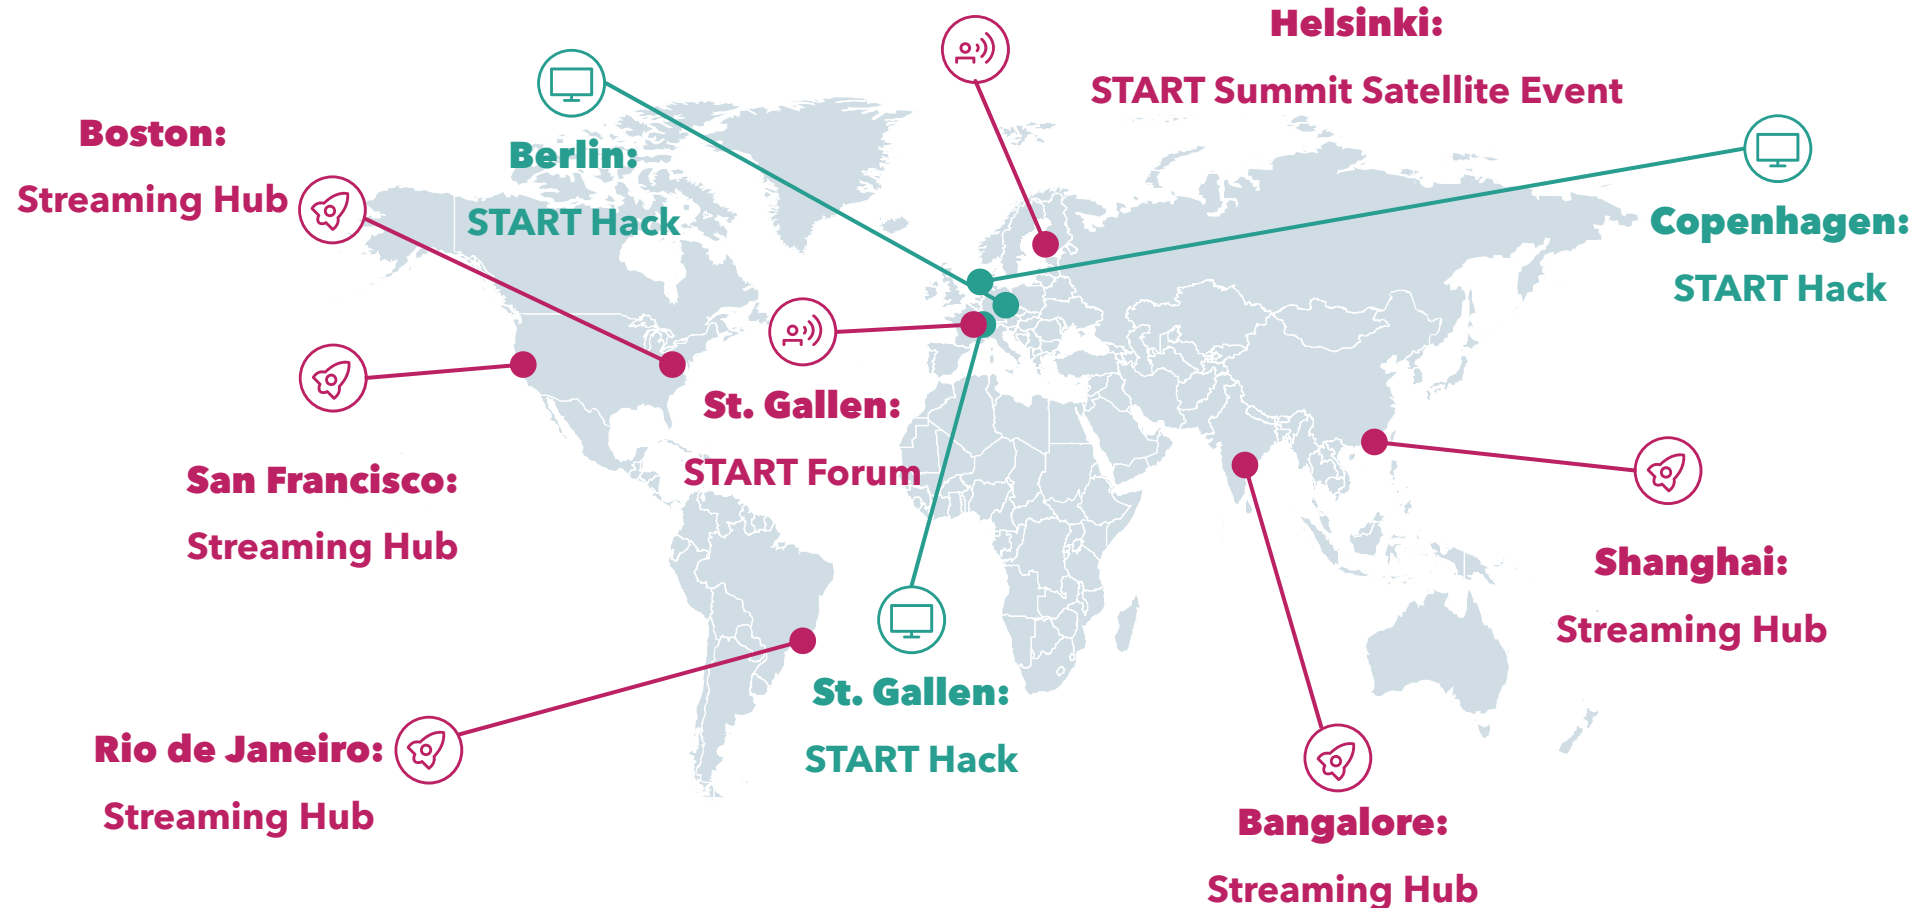 Helsinki:
START Summit Satellite Event
Boston:
Streaming Hub
Berlin:
START Hack
Copenhagen:
START Hack
St. Gallen:
START Forum
San Francisco:
Streaming Hub
Shanghai:
Streaming Hub
St. Gallen:
START Hack
Rio de Janeiro:
Streaming Hub
Bangalore:
Streaming Hub